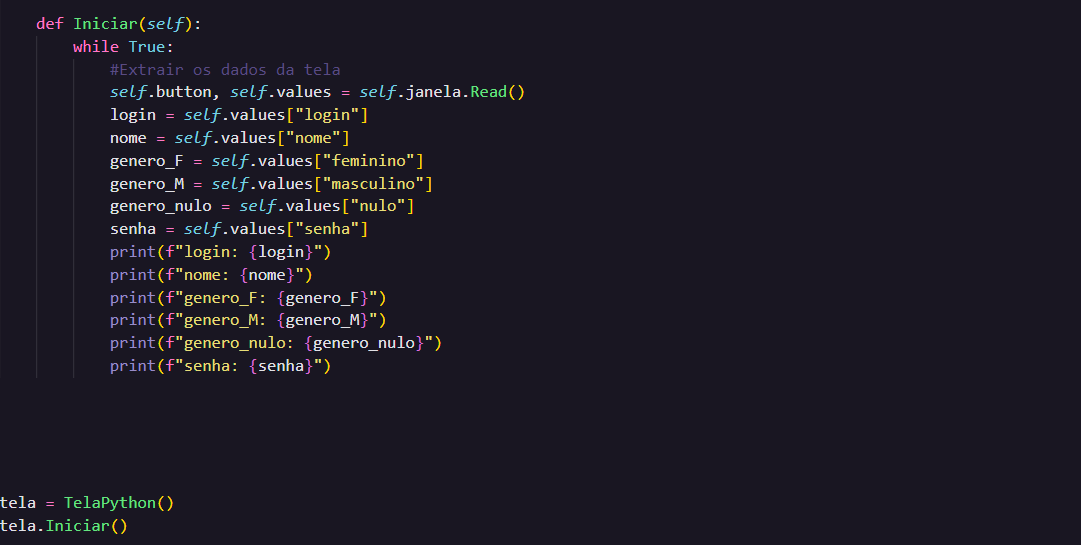 def Iniciar(self):
while True:
#Extrair os dados da tela
self.button, self.values = self.janela.Read()
login = self.values["login"]
nome = self.values["nome"]
genero_F = self.values["feminino"]
genero_M = self.values["masculino"]
genero_nulo = self.values["nulo"]
senha = self.values["senha"]
print(f"login: {login}")
print(f"nome: {nome}")
print(f"genero_F: {genero_F}")
print(f"genero_M: {genero_M}")
print(f"genero_nulo: {genero_nulo}")
print(f"senha: {senha}")
tela = TelaPython()
tela.Iniciar()